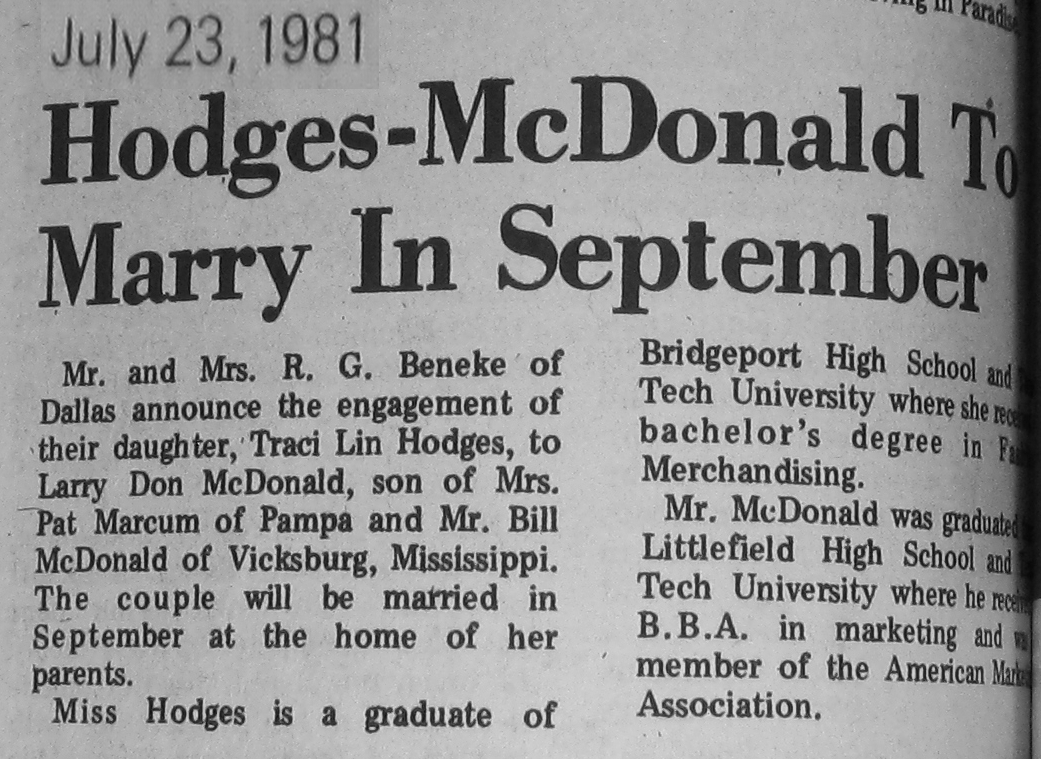 in Paradise
July 23, 1981
Hodges-McDonald To
Marry In September
Mr. and Mrs. R. G. Beneke of
Dallas announce the engagement of
their daughter, Traci Lin Hodges, to
Larry Don McDonald, son of Mrs.
Pat Marcum of Pampa and Mr. Bill
McDonald of Vicksburg, Mississippi.
The couple will be married in
September at the home of her
parents.
Miss Hodges is a graduate of
Bridgeport High School and
Tech University where she
bachelor's degree in
Merchandising.
Mr. McDonald was graduated
Littlefield High School and
Tech University where he
B.B.A. in marketing and
member of the American
Association.